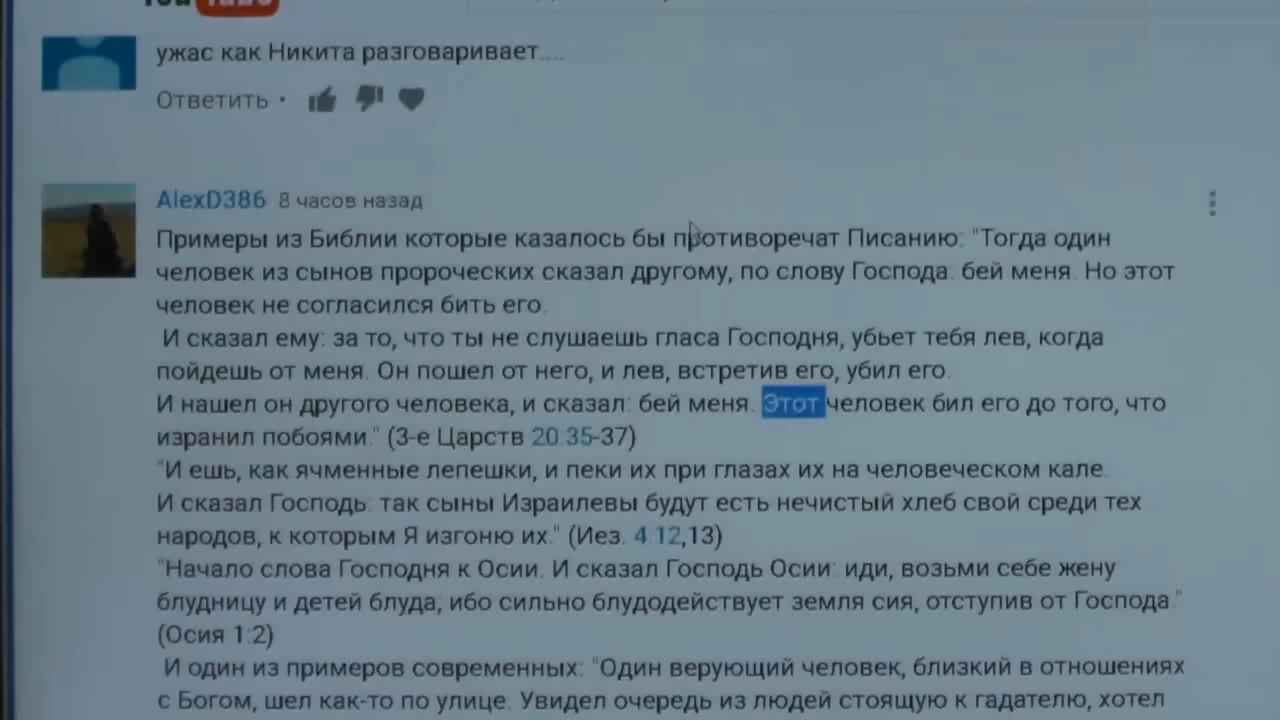 YouTube
ужас как Никита разговаривает....
Ответить •
AlexD386 8 часов назад
Примеры из Библии которые казалось бы противоречат Писанию: "Тогда один
человек из сынов пророческих сказал другому, по слову Господа: бей меня. Но этот
человек не согласился бить его.
И сказал ему: за то, что ты не слушаешь гласа Господня, убьет тебя лев, когда
пойдешь от меня. Он пошел от него, и лев, встретив его, убил его.
И нашел он другого человека, и сказал: бей меня. Этот человек бил его до того, что
изранил побоями." (3-е Царств 20:35-37)
"И ешь, как ячменные лепешки, и пеки их при глазах их на человеческом кале.
И сказал Господь: так сыны Израилевы будут есть нечистый хлеб свой среди тех
народов, к которым Я изгоню их." (Иез. 4:12,13)
"Начало слова Господня к Осии. И сказал Господь Осии: иди, возьми себе жену
блудницу и детей блуда; ибо сильно блудодействует земля сия, отступив от Господа."
(Осия 1:2)
И один из примеров современных: "Один верующий человек, близкий в отношениях
с Богом, шел как-то по улице. Увидел очередь из людей стоящую к гадателю, хотел